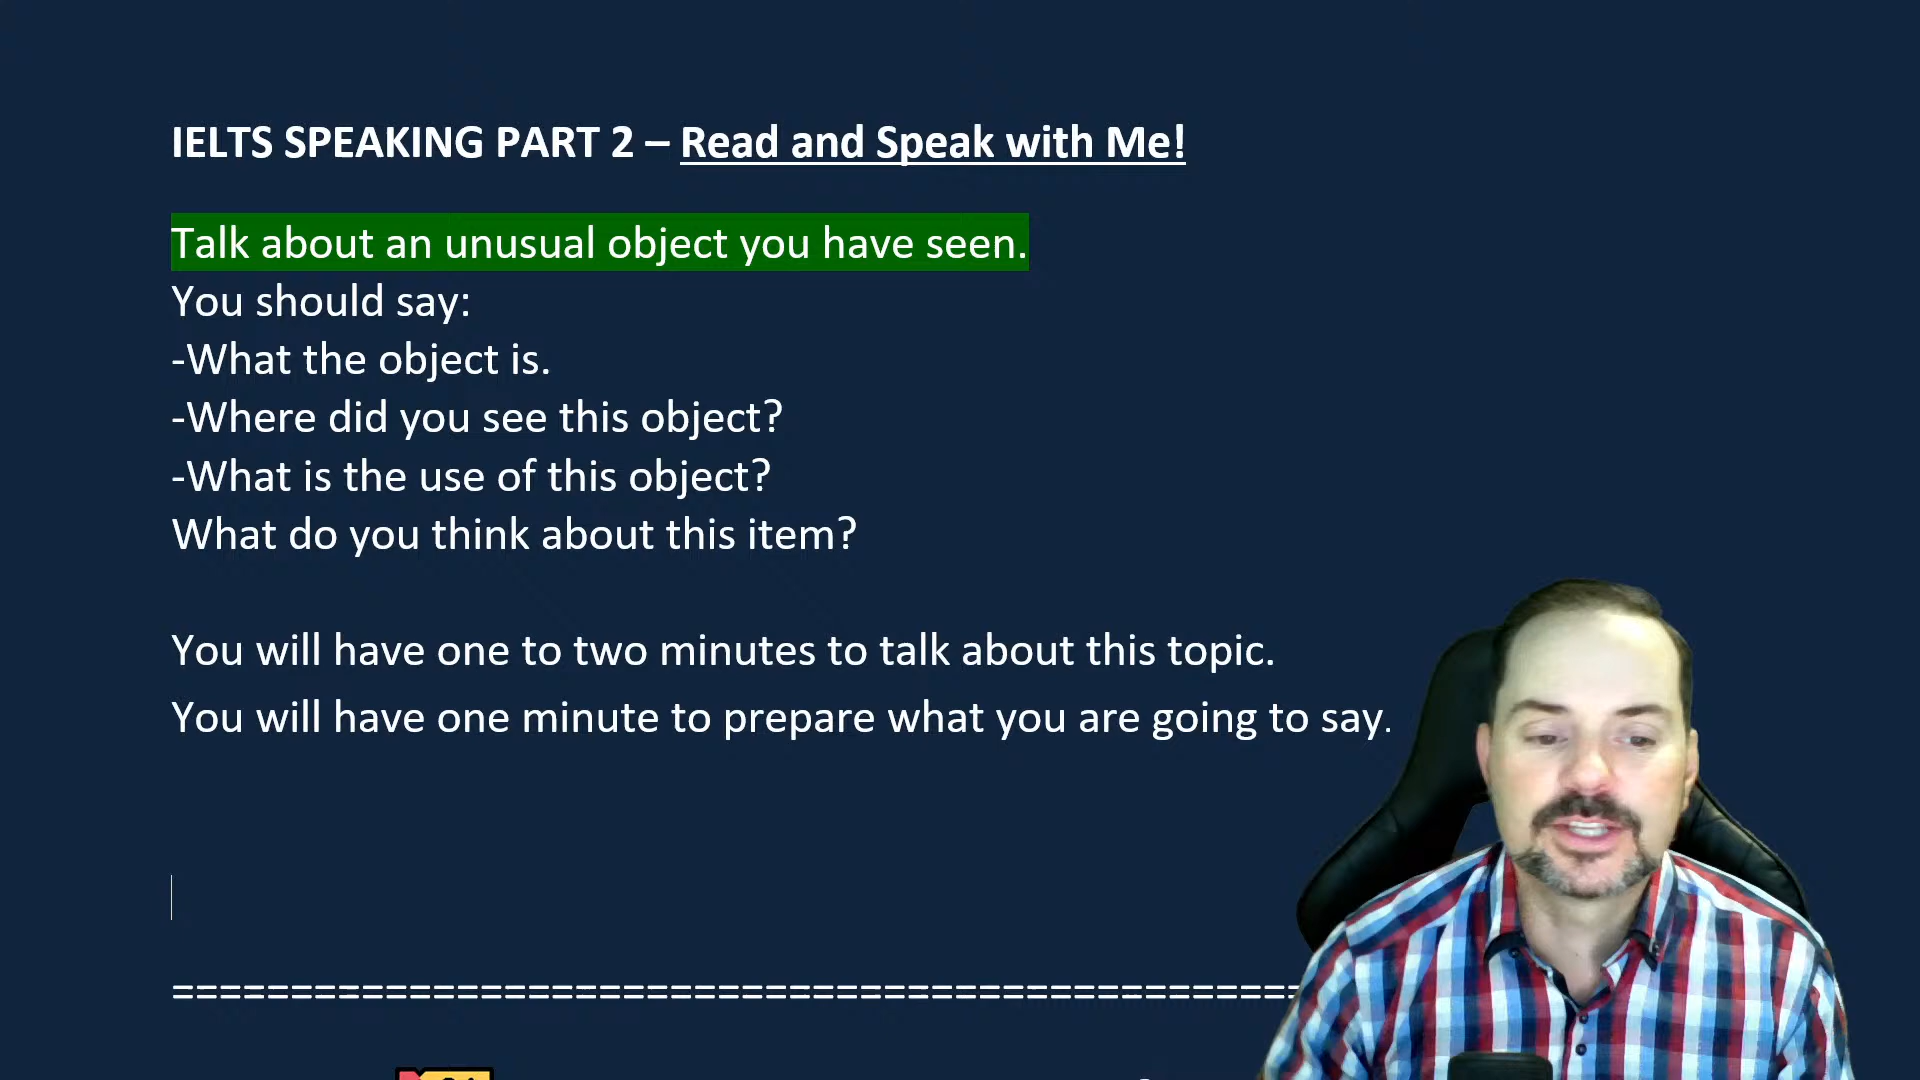 IELTS SPEAKING PART 2 – Read and Speak with Me!
Talk about an unusual object you have seen.
You should say:
-What the object is.
-Where did you see this object?
-What is the use of this object?
What do you think about this item?
You will have one to two minutes to talk about this topic.
You will have one minute to prepare what you are going to say.
================================================